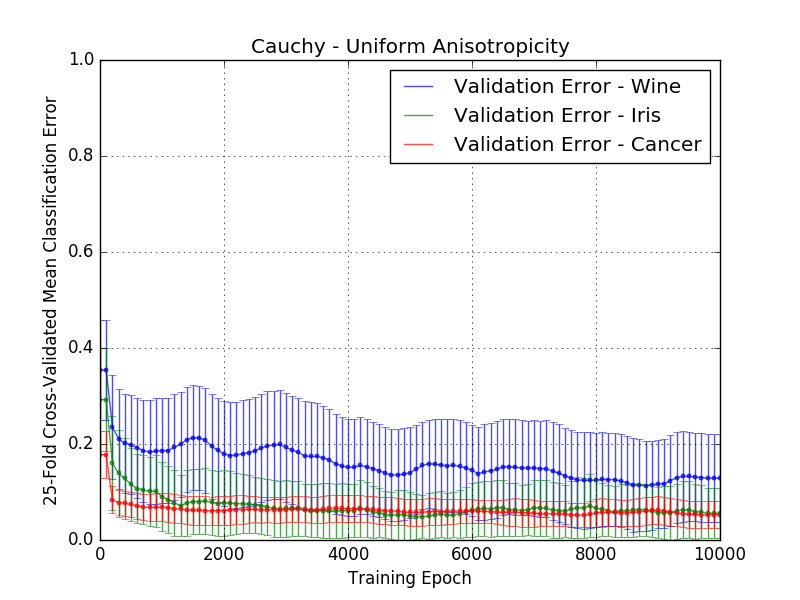 Cauchy - Uniform Anisotropicity
1.0
0.8
0.6
0.4
0.2
0.0
25-Fold Cross-Validated Mean Classification Error
Validation Error - Wine
Validation Error - Iris
Validation Error - Cancer
0 2000 4000 6000 8000 10000
Training Epoch